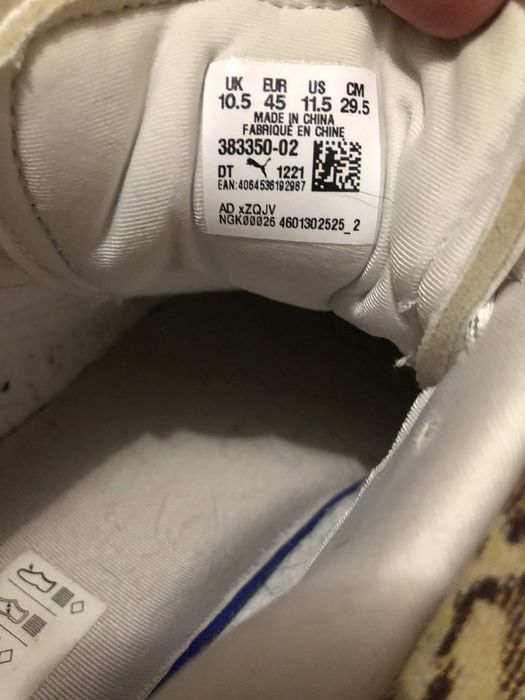 UK EUR US CM
10.5 45 11.5 29.5
MADE IN CHINA
FABRIQUÉ EN CHINE
383350-02
DT 1221
EAN:4064536192987
AD xZQJV
NGK00026 4601302525_2